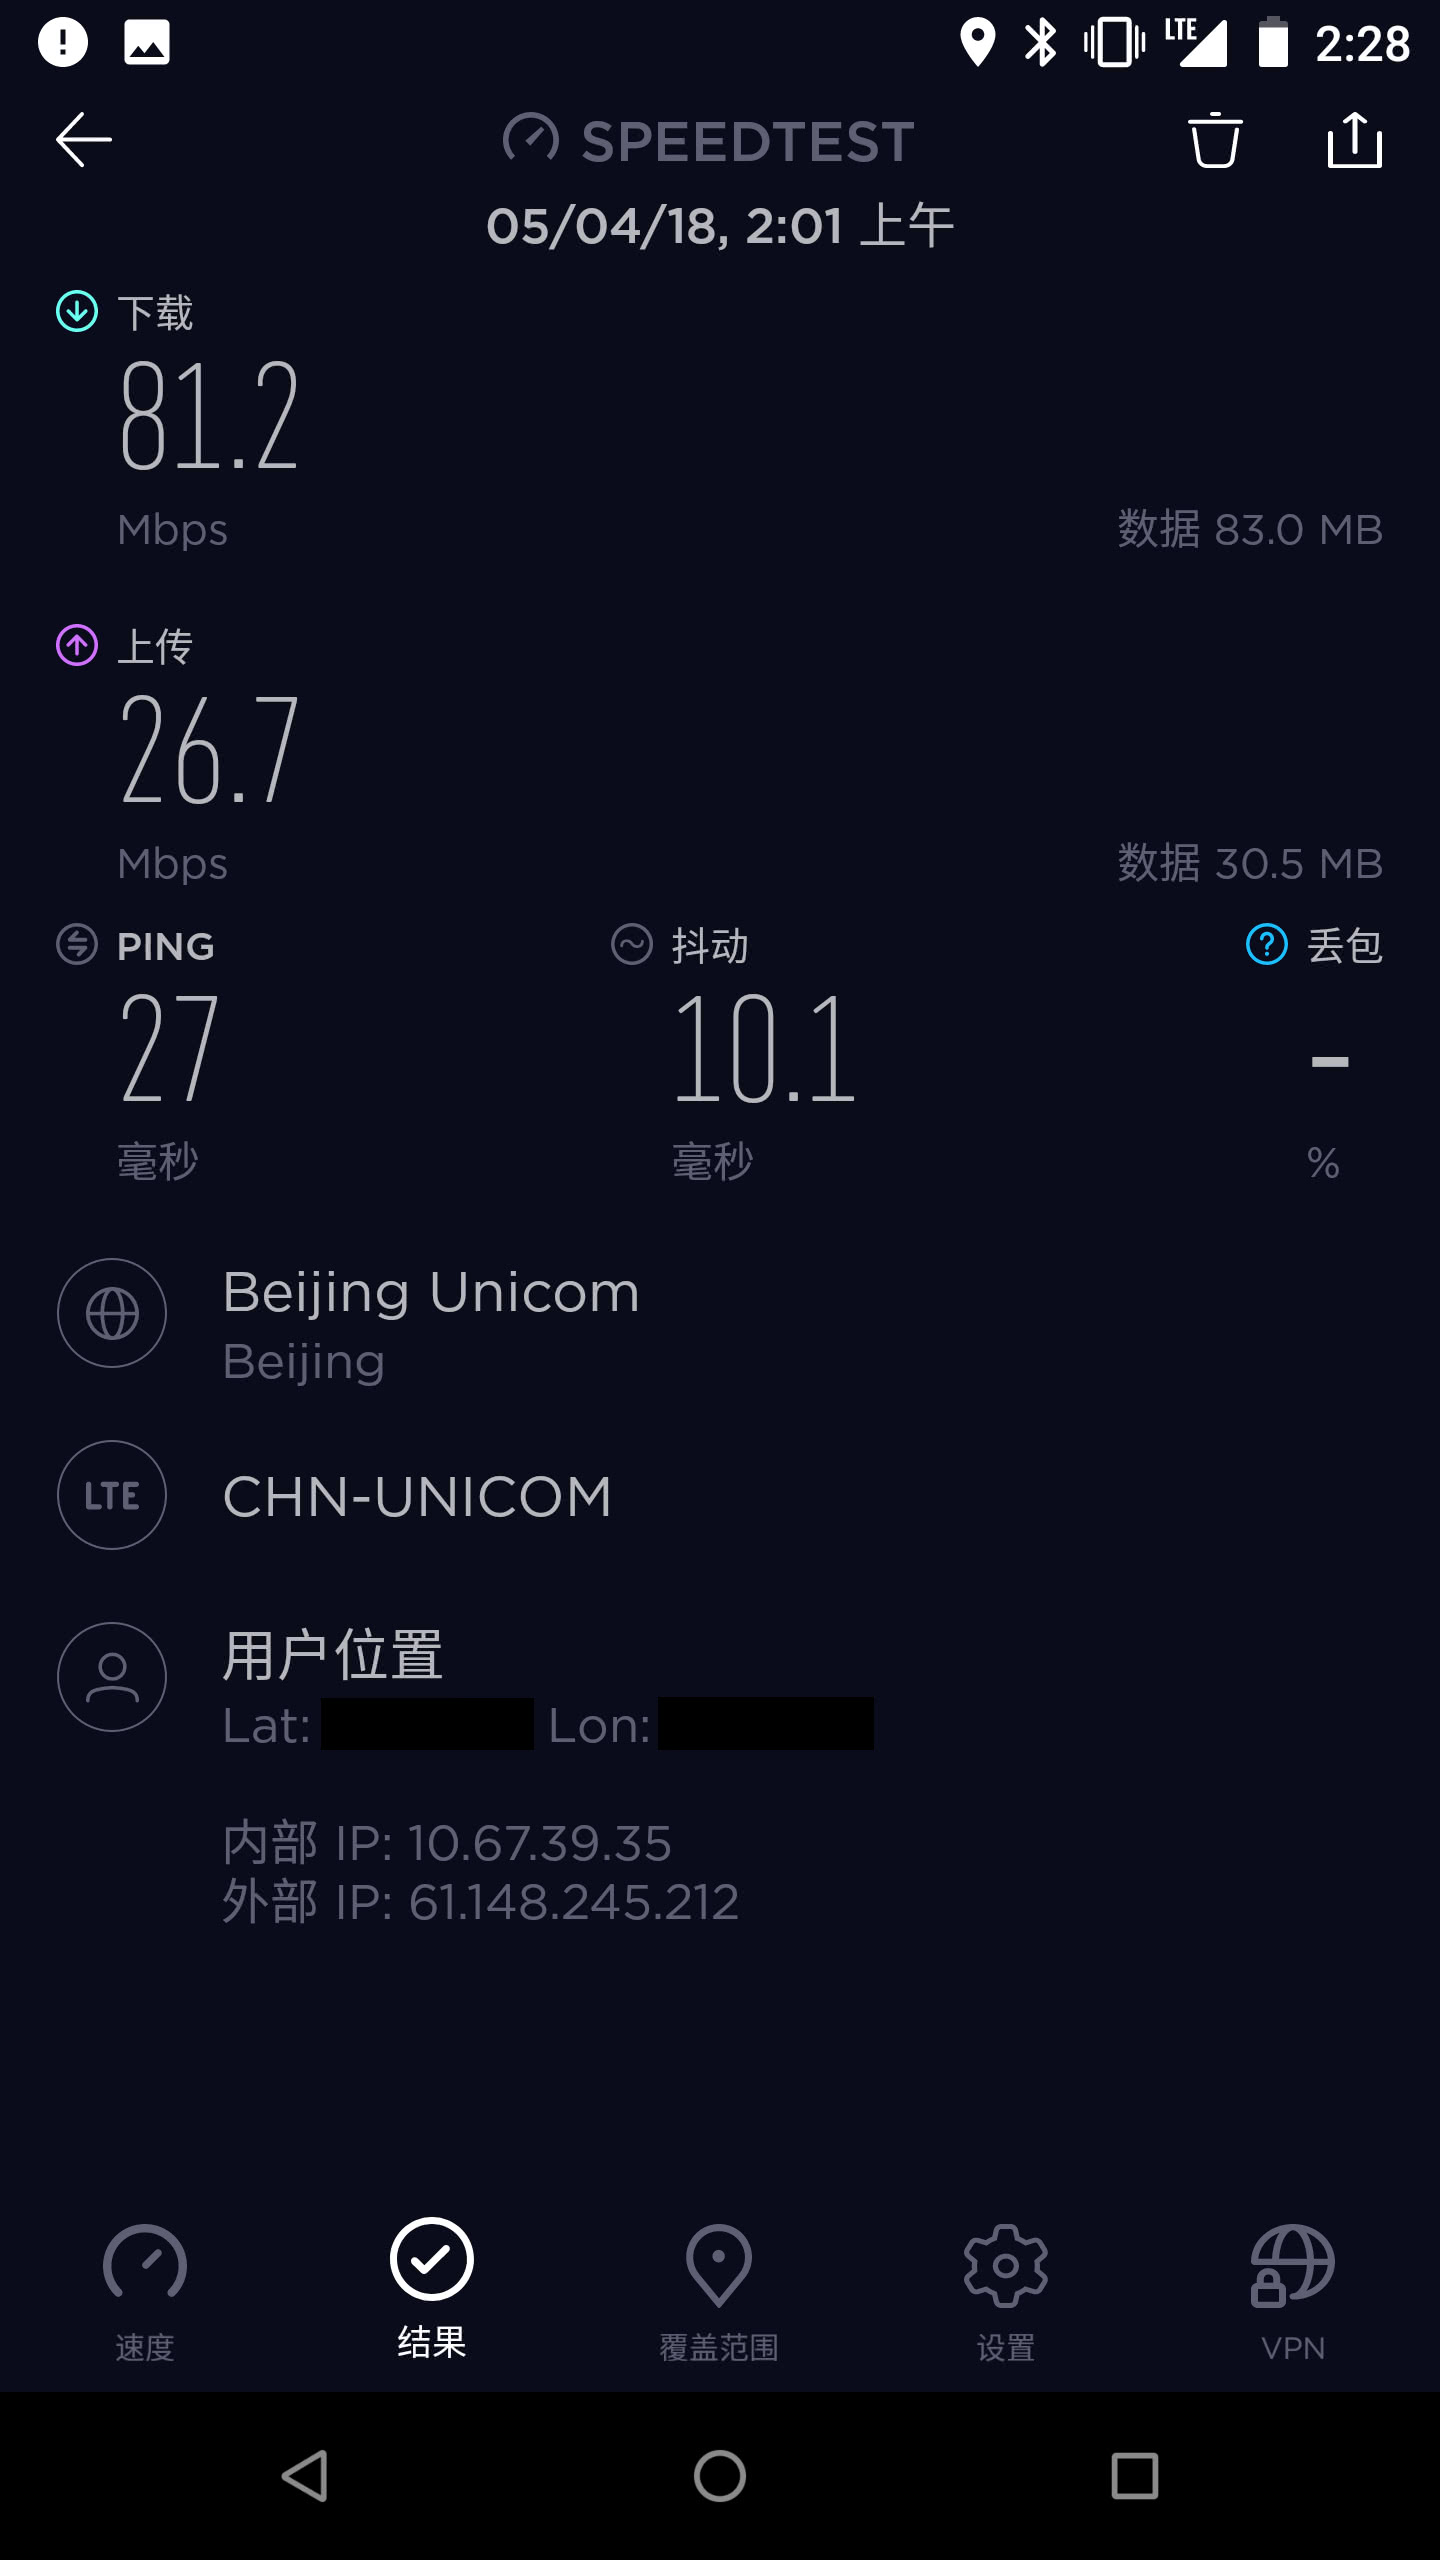 LTE 2:28
SPEEDTEST
05/04/18, 2:01 上午
下载
81.2
Mbps 数据 83.0 MB
上传
26.7
Mbps 数据 30.5 MB
PING 抖动 丢包
27 10.1 -
毫秒 毫秒 %
Beijing Unicom
Beijing
LTE CHN-UNICOM
用户位置
Lat: Lon:
内部 IP: 10.67.39.35
外部 IP: 61.148.245.212
速度 结果 覆盖范围 设置 VPN